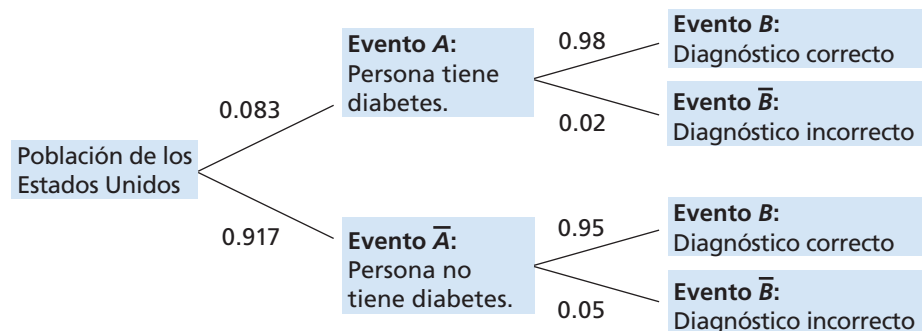 Población de los
Estados Unidos
0.083
0.917
Evento A:
Persona tiene
diabetes.
0.98
0.02
Evento B:
Diagnóstico correcto
Evento B̅:
Diagnóstico incorrecto
Evento A̅:
Persona no
tiene diabetes.
0.95
0.05
Evento B:
Diagnóstico correcto
Evento B̅:
Diagnóstico incorrecto